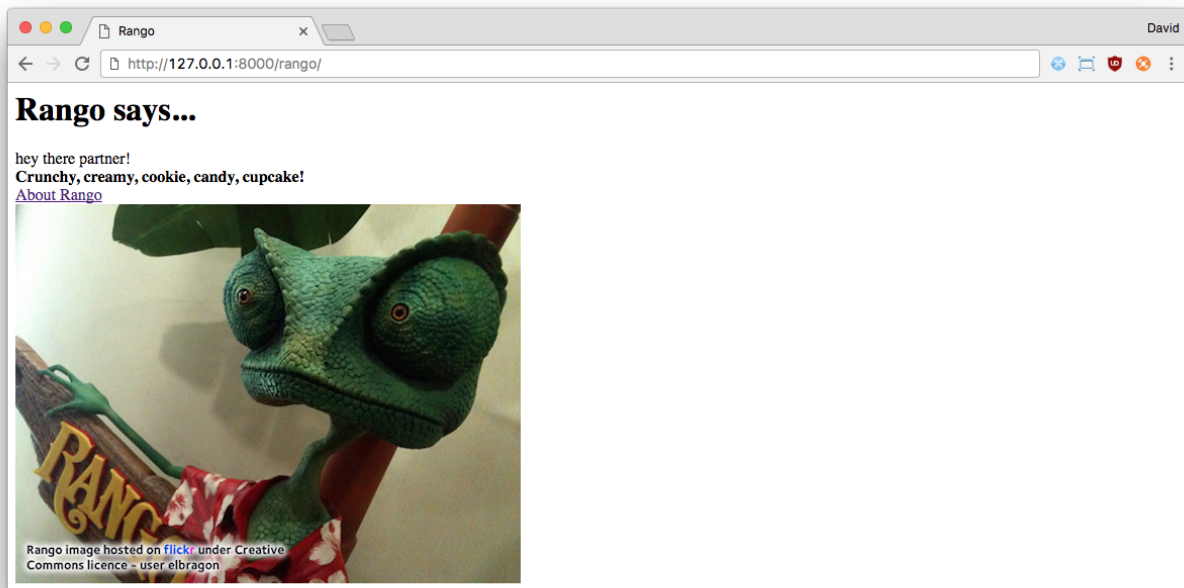 Rango
David
http://127.0.0.1:8000/rango/
Rango says...
hey there partner!
Crunchy, creamy, cookie, candy, cupcake!
About Rango
RANGO
Rango image hosted on flickr under Creative
Commons licence - user elbragon